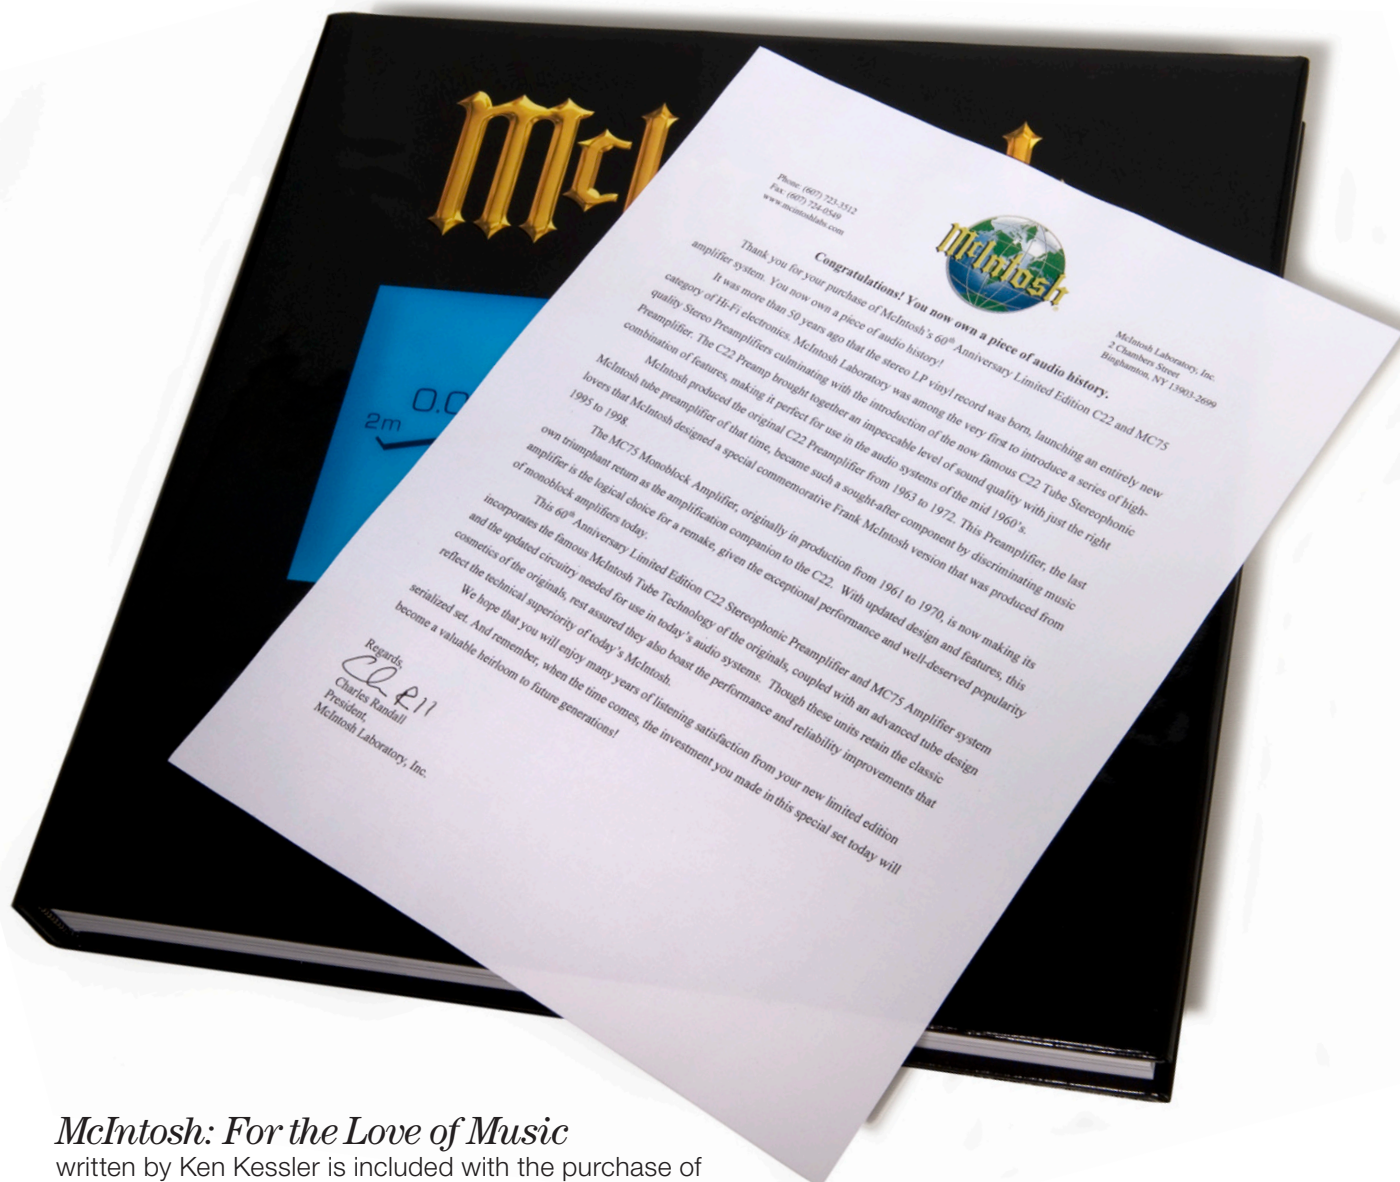 McI
0.0
2m
Phone: (607) 723-3512
Fax: (607) 724-0549
www.mcintoshlabs.com
McIntosh
McIntosh Laboratory, Inc.
2 Chambers Street
Binghamton, NY 13903-2699
Congratulations! You now own a piece of audio history.
Thank you for your purchase of McIntosh's 60th Anniversary Limited Edition C22 and MC75
amplifier system. You now own a piece of audio history!
It was more than 50 years ago that the stereo LP vinyl record was born, launching an entirely new
category of Hi-Fi electronics. McIntosh Laboratory was among the very first to introduce a series of high-
quality Stereo Preamplifiers culminating with the introduction of the now famous C22 Tube Stereophonic
Preamplifier. The C22 Preamp brought together an impeccable level of sound quality with just the right
combination of features, making it perfect for use in the audio systems of the mid 1960's.
McIntosh produced the original C22 Preamplifier from 1963 to 1972. This Preamplifier, the last
McIntosh tube preamplifier of that time, became such a sought-after component by discriminating music
lovers that McIntosh designed a special commemorative Frank McIntosh version that was produced from
1995 to 1998.
The MC75 Monoblock Amplifier, originally in production from 1961 to 1970, is now making its
own triumphant return as the amplification companion to the C22. With updated design and features, this
amplifier is the logical choice for a remake, given the exceptional performance and well-deserved popularity
of monoblock amplifiers today.
This 60th Anniversary Limited Edition C22 Stereophonic Preamplifier and MC75 Amplifier system
incorporates the famous McIntosh Tube Technology of the originals, coupled with an advanced tube design
and the updated circuitry needed for use in today's audio systems. Though these units retain the classic
cosmetics of the originals, rest assured they also boast the performance and reliability improvements that
reflect the technical superiority of today's McIntosh.
We hope that you will enjoy many years of listening satisfaction from your new limited edition
serialized set. And remember, when the time comes, the investment you made in this special set today will
become a valuable heirloom to future generations!
Regards,
Charles Randall
President,
McIntosh Laboratory, Inc.
McIntosh: For the Love of Music
written by Ken Kessler is included with the purchase of